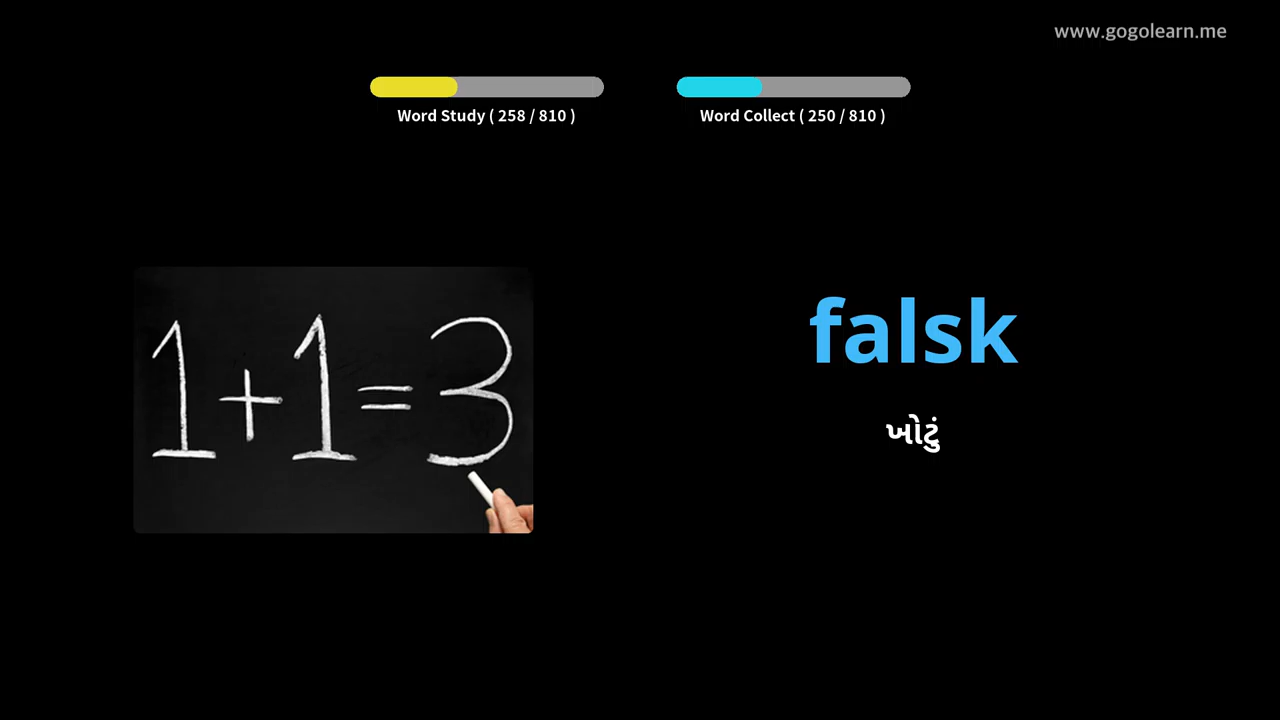 www.gogolearn.me
Word Study ( 258 / 810 )
Word Collect ( 250 / 810 )
1+1=3
falsk
ખોટું